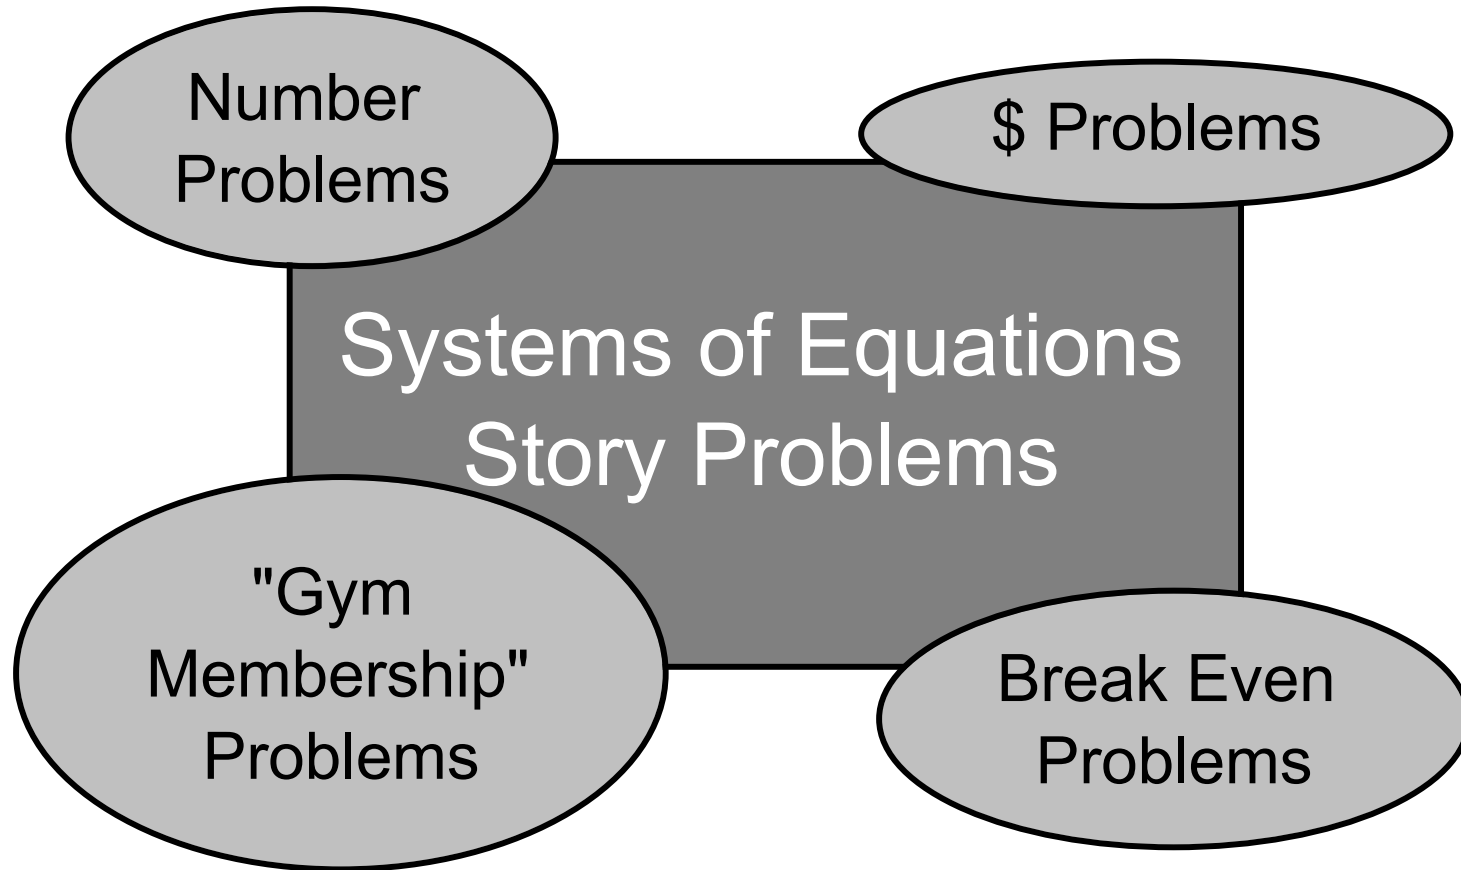 Number
Problems
$ Problems
Systems of Equations
Story Problems
"Gym
Membership"
Problems
Break Even
Problems